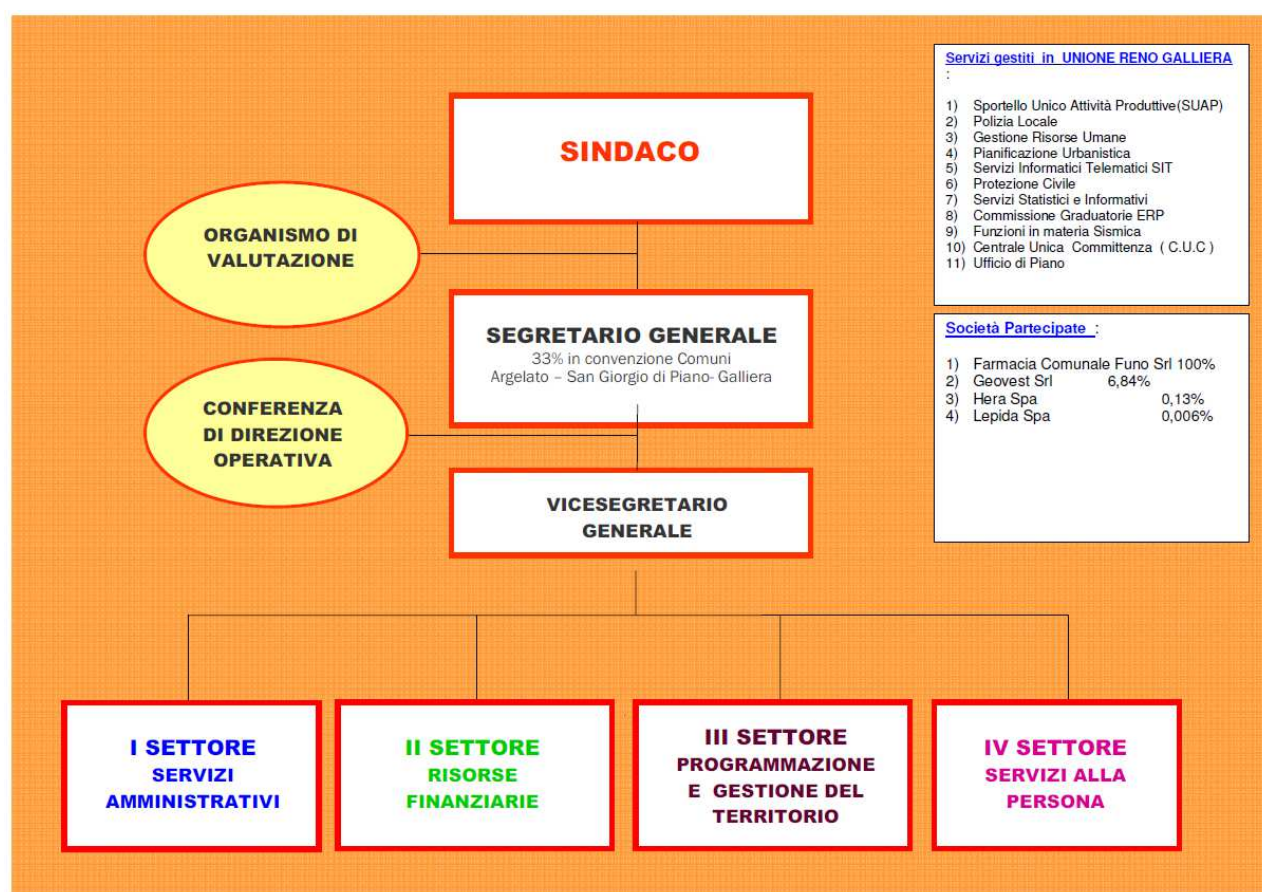 SINDACO
ORGANISMO DI
VALUTAZIONE
SEGRETARIO GENERALE
33% in convenzione Comuni
Argelato – San Giorgio di Piano- Galliera
CONFERENZA
DI DIREZIONE
OPERATIVA
VICESEGRETARIO
GENERALE
I SETTORE
SERVIZI
AMMINISTRATIVI
II SETTORE
RISORSE
FINANZIARIE
III SETTORE
PROGRAMMAZIONE
E GESTIONE DEL
TERRITORIO
IV SETTORE
SERVIZI ALLA
PERSONA
Servizi gestiti in UNIONE RENO GALLIERA
:
1) Sportello Unico Attività Produttive(SUAP)
2) Polizia Locale
3) Gestione Risorse Umane
4) Pianificazione Urbanistica
5) Servizi Informatici Telematici SIT
6) Protezione Civile
7) Servizi Statistici e Informativi
8) Commissione Graduatorie ERP
9) Funzioni in materia Sismica
10) Centrale Unica Committenza ( C.U.C )
11) Ufficio di Piano
Società Partecipate :
1) Farmacia Comunale Funo Srl 100%
2) Geovest Srl 6,84%
3) Hera Spa 0,13%
4) Lepida Spa 0,006%